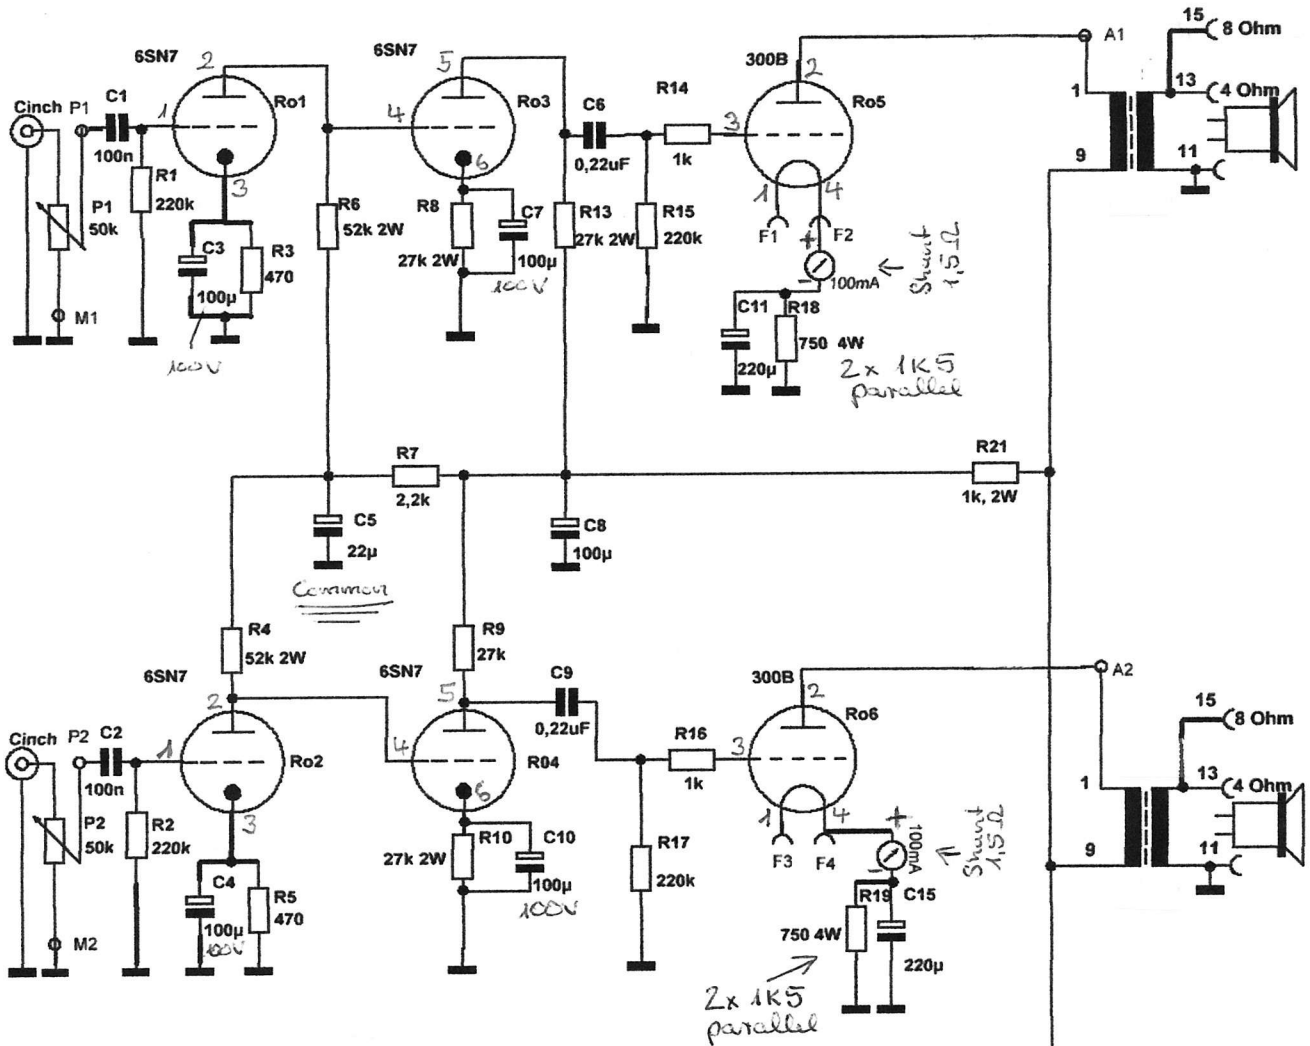 15
8 Ohm
6SN7
2
6SN7
5
300B
2
A1
Cinch
P1
C1
1
Ro1
4
Ro3
C6
R14
3
Ro5
1
13
4 Ohm
100n
0,22uF
1k
9
11
3
6
1
4
P1
50k
R1
220k
R6
52k 2W
R8
27k 2W
C7
100µ
100V
R13
27k 2W
R15
220k
F1
F2
+
-
100mA
Shunt
1,5Ω
C3
100µ
R3
470
100V
M1
C11
220µ
R18
750 4W
2x 1K5
parallel
R7
2,2k
R21
1k, 2W
C5
22µ
C8
100µ
Common
R4
52k 2W
R9
27k
6SN7
2
6SN7
5
C9
0,22uF
300B
2
A2
15
8 Ohm
Cinch
P2
C2
100n
1
Ro2
4
R04
R16
1k
3
Ro6
1
13
4 Ohm
9
11
3
6
1
4
P2
50k
R2
220k
R10
27k 2W
C10
100µ
100V
R17
220k
F3
F4
+
-
100mA
Shunt
1,5Ω
C4
100µ
100V
R5
470
M2
R19
750 4W
C15
220µ
2x 1K5
parallel